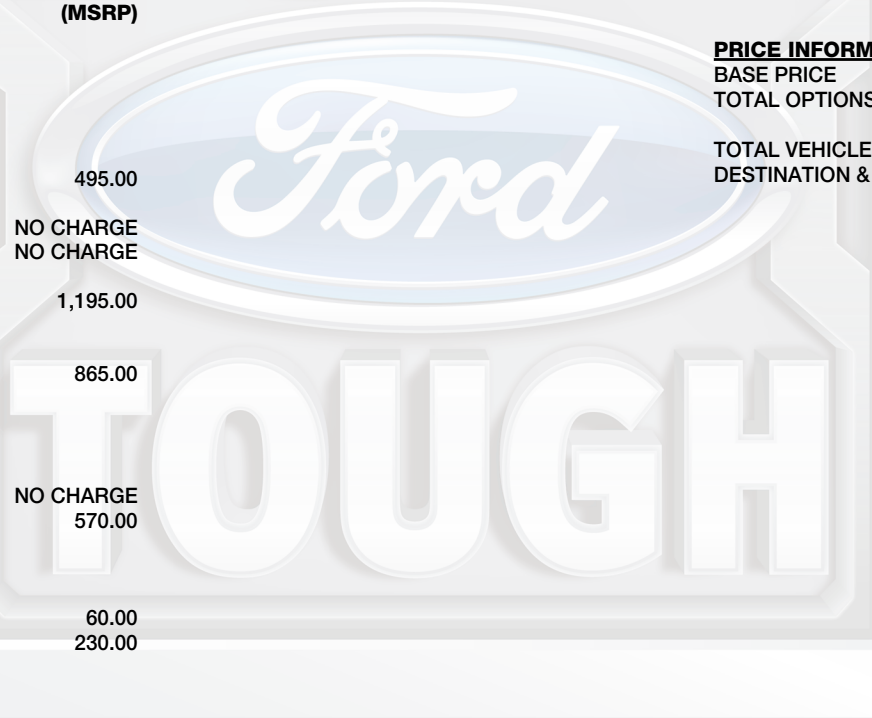 (MSRP)
495.00
NO CHARGE
NO CHARGE
1,195.00
865.00
NO CHARGE
570.00
60.00
230.00
PRICE INFORM
BASE PRICE
TOTAL OPTIONS
TOTAL VEHICLE
DESTINATION &
Ford
TOUGH